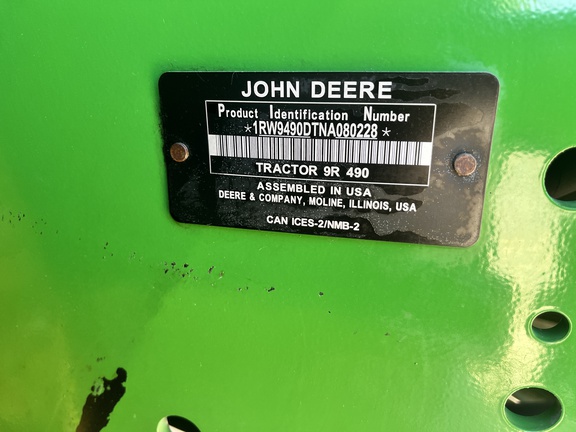 JOHN DEERE
Product Identification Number
*1RW9490DTNA080228*
TRACTOR 9R 490
ASSEMBLED IN USA
DEERE & COMPANY, MOLINE, ILLINOIS, USA
CAN ICES-2/NMB-2